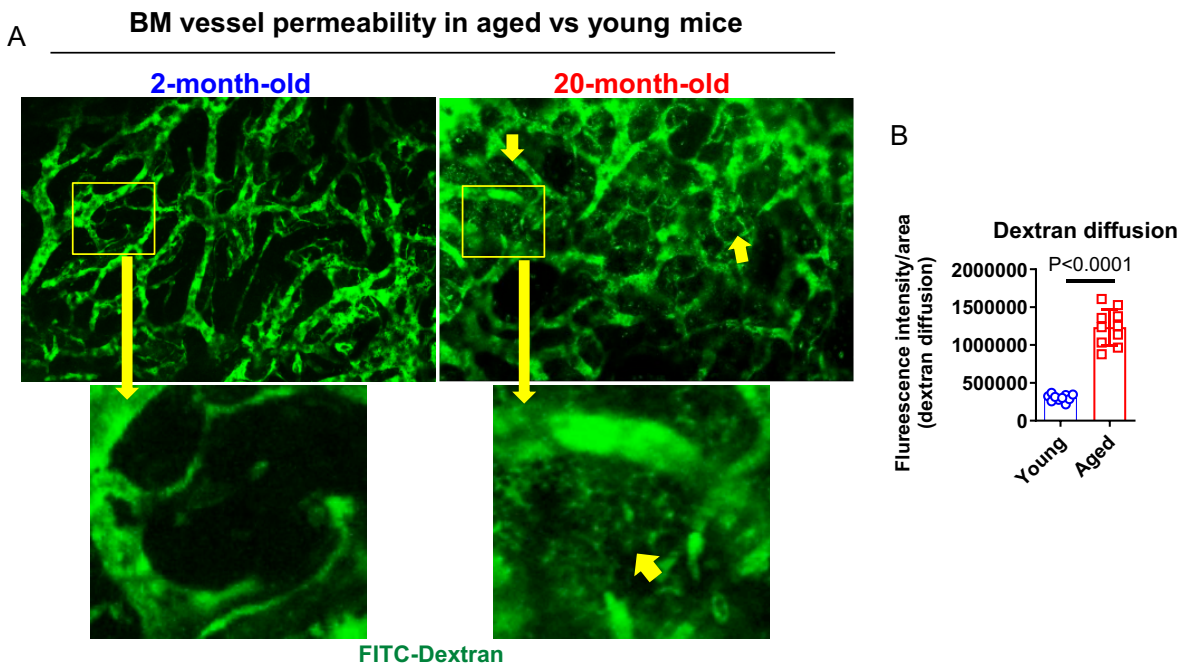 BM vessel permeability in aged vs young mice
A
2-month-old
20-month-old
FITC-Dextran
B
Dextran diffusion
P<0.0001
Flureescence intensity/area
(dextran diffusion)
2000000
1500000
1000000
500000
0
Young
Aged